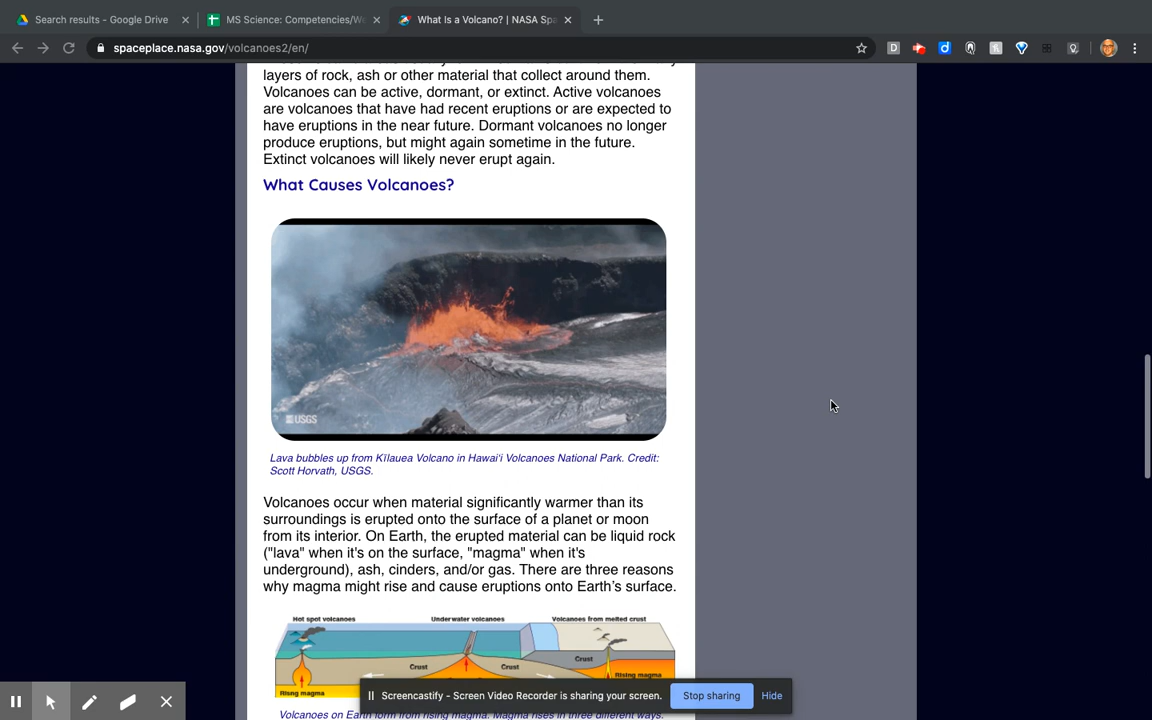 Search results - Google Drive
MS Science: Competencies/We
What Is a Volcano? | NASA Spa
spaceplace.nasa.gov/volcanoes2/en/
layers of rock, ash or other material that collect around them.
Volcanoes can be active, dormant, or extinct. Active volcanoes
are volcanoes that have had recent eruptions or are expected to
have eruptions in the near future. Dormant volcanoes no longer
produce eruptions, but might again sometime in the future.
Extinct volcanoes will likely never erupt again.
What Causes Volcanoes?
USGS
Lava bubbles up from Kīlauea Volcano in Hawai'i Volcanoes National Park. Credit:
Scott Horvath, USGS.
Volcanoes occur when material significantly warmer than its
surroundings is erupted onto the surface of a planet or moon
from its interior. On Earth, the erupted material can be liquid rock
("lava" when it's on the surface, "magma" when it's
underground), ash, cinders, and/or gas. There are three reasons
why magma might rise and cause eruptions onto Earth's surface.
Hot spot volcanoes Underwater volcanoes Volcanoes from melted crust
Crust Crust Crust
Rising magma Rising magma
Screencastify - Screen Video Recorder is sharing your screen. Stop sharing Hide
Volcanoes on Earth form from rising magma. Magma rises in three different ways.